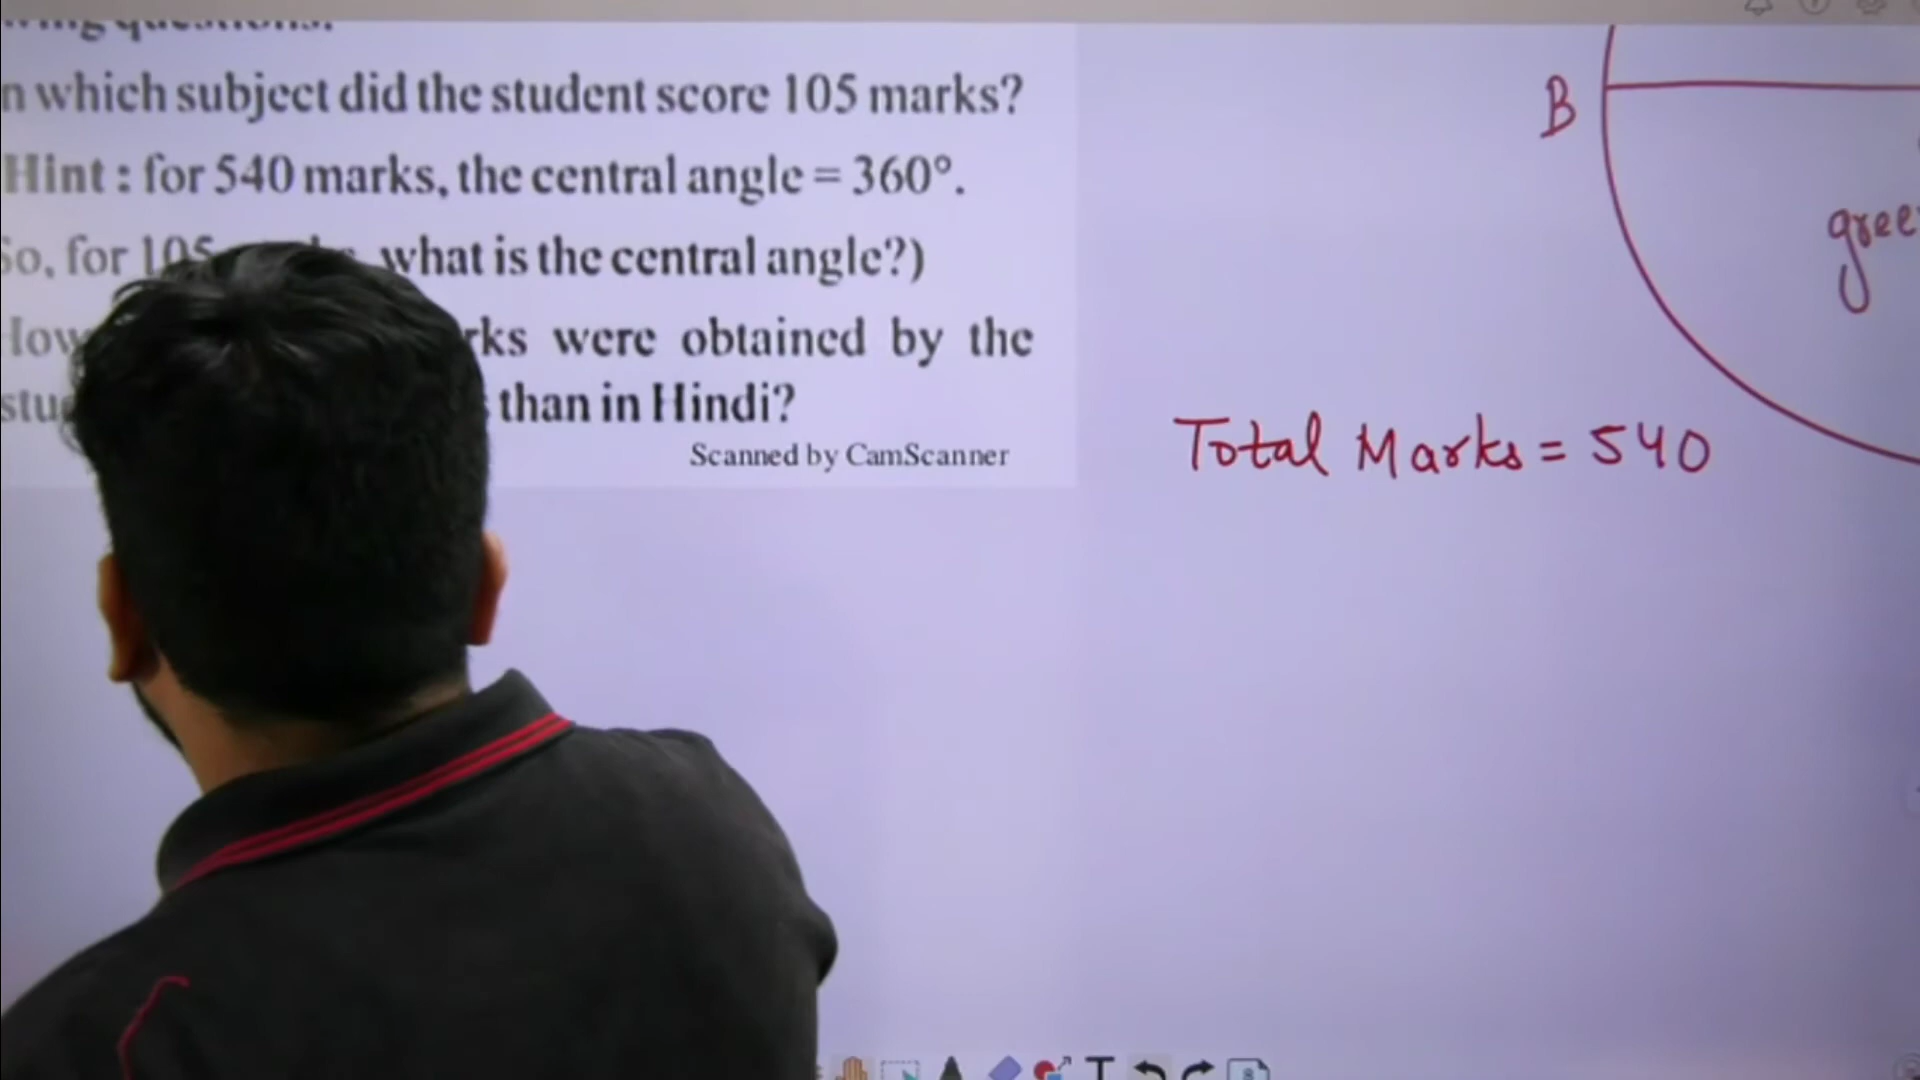 n which subject did the student score 105 marks?
Hint : for 540 marks, the central angle = 360°.
So, for 105 what is the central angle?)
rks were obtained by the
than in Hindi?
Scanned by CamScanner
B
gree
Total Marks = 540
T